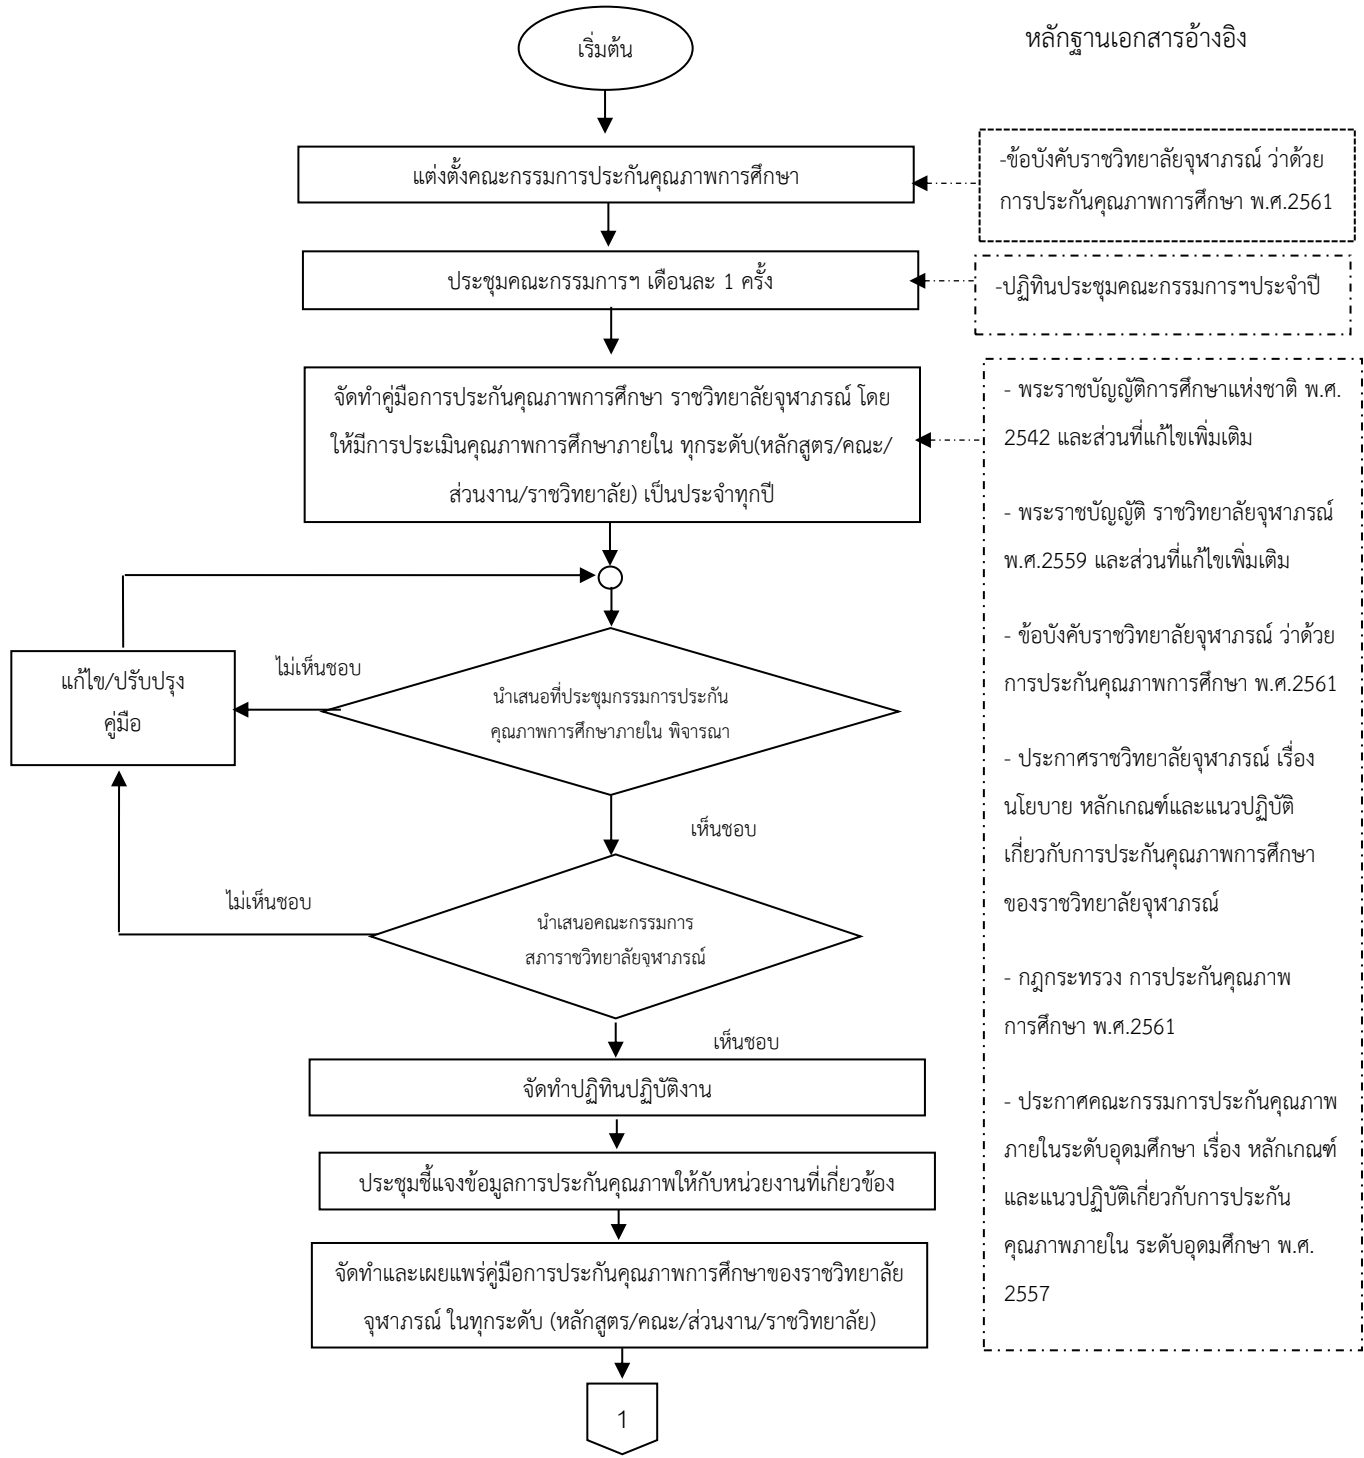 เริ่มต้น
หลักฐานเอกสารอ้างอิง
แต่งตั้งคณะกรรมการประกันคุณภาพการศึกษา
-ข้อบังคับราชวิทยาลัยจุฬาภรณ์ ว่าด้วย
การประกันคุณภาพการศึกษา พ.ศ.2561
ประชุมคณะกรรมการฯ เดือนละ 1 ครั้ง
-ปฏิทินประชุมคณะกรรมการฯประจำปี
จัดทำคู่มือการประกันคุณภาพการศึกษา ราชวิทยาลัยจุฬาภรณ์ โดย
ให้มีการประเมินคุณภาพการศึกษาภายใน ทุกระดับ(หลักสูตร/คณะ/
ส่วนงาน/ราชวิทยาลัย) เป็นประจำทุกปี
- พระราชบัญญัติการศึกษาแห่งชาติ พ.ศ.
2542 และส่วนที่แก้ไขเพิ่มเติม
- พระราชบัญญัติ ราชวิทยาลัยจุฬาภรณ์
พ.ศ.2559 และส่วนที่แก้ไขเพิ่มเติม
- ข้อบังคับราชวิทยาลัยจุฬาภรณ์ ว่าด้วย
การประกันคุณภาพการศึกษา พ.ศ.2561
- ประกาศราชวิทยาลัยจุฬาภรณ์ เรื่อง
นโยบาย หลักเกณฑ์และแนวปฏิบัติ
เกี่ยวกับการประกันคุณภาพการศึกษา
ของราชวิทยาลัยจุฬาภรณ์
- กฎกระทรวง การประกันคุณภาพ
การศึกษา พ.ศ.2561
- ประกาศคณะกรรมการประกันคุณภาพ
ภายในระดับอุดมศึกษา เรื่อง หลักเกณฑ์
และแนวปฏิบัติเกี่ยวกับการประกัน
คุณภาพภายใน ระดับอุดมศึกษา พ.ศ.
2557
ไม่เห็นชอบ
แก้ไข/ปรับปรุง
คู่มือ
นำเสนอที่ประชุมกรรมการประกัน
คุณภาพการศึกษาภายใน พิจารณา
เห็นชอบ
ไม่เห็นชอบ
นำเสนอคณะกรรมการ
สภาราชวิทยาลัยจุฬาภรณ์
เห็นชอบ
จัดทำปฏิทินปฏิบัติงาน
ประชุมชี้แจงข้อมูลการประกันคุณภาพให้กับหน่วยงานที่เกี่ยวข้อง
จัดทำและเผยแพร่คู่มือการประกันคุณภาพการศึกษาของราชวิทยาลัย
จุฬาภรณ์ ในทุกระดับ (หลักสูตร/คณะ/ส่วนงาน/ราชวิทยาลัย)
1